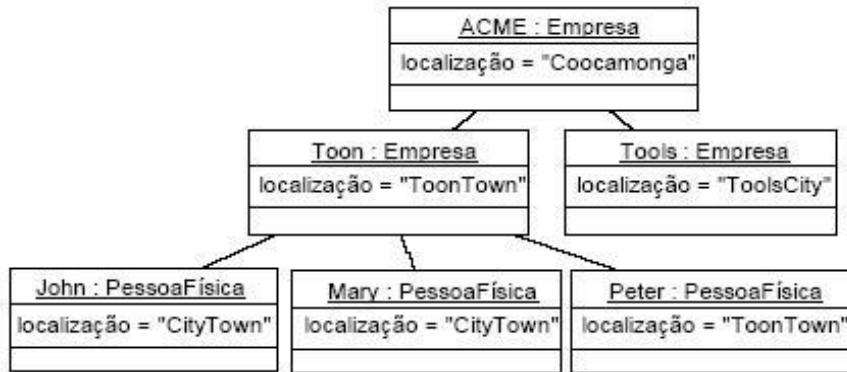 ACME : Empresa
localização = "Coocamonga"
Toon : Empresa
localização = "ToonTown"
Tools : Empresa
localização = "ToolsCity"
John : PessoaFísica
localização = "CityTown"
Mary : PessoaFísica
localização = "CityTown"
Peter : PessoaFísica
localização = "ToonTown"